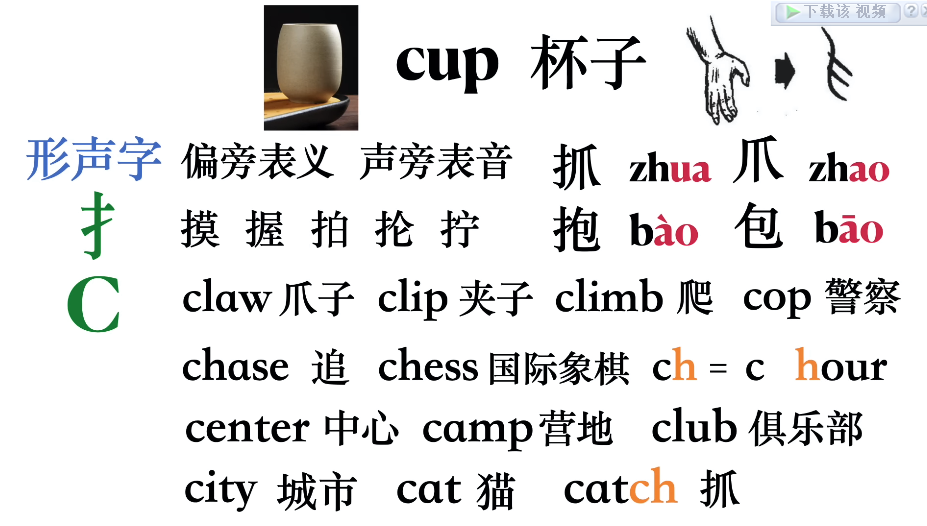 下载该 视频
cup 杯子
形声字 偏旁表义 声旁表音 抓 zhua 爪 zhao
扌 摸 握 拍 抡 拧 抱 bào 包 bāo
C claw 爪子 clip 夹子 climb 爬 cop 警察
chase 追 chess 国际象棋 ch = c hour
center 中心 camp 营地 club 俱乐部
city 城市 cat 猫 catch 抓